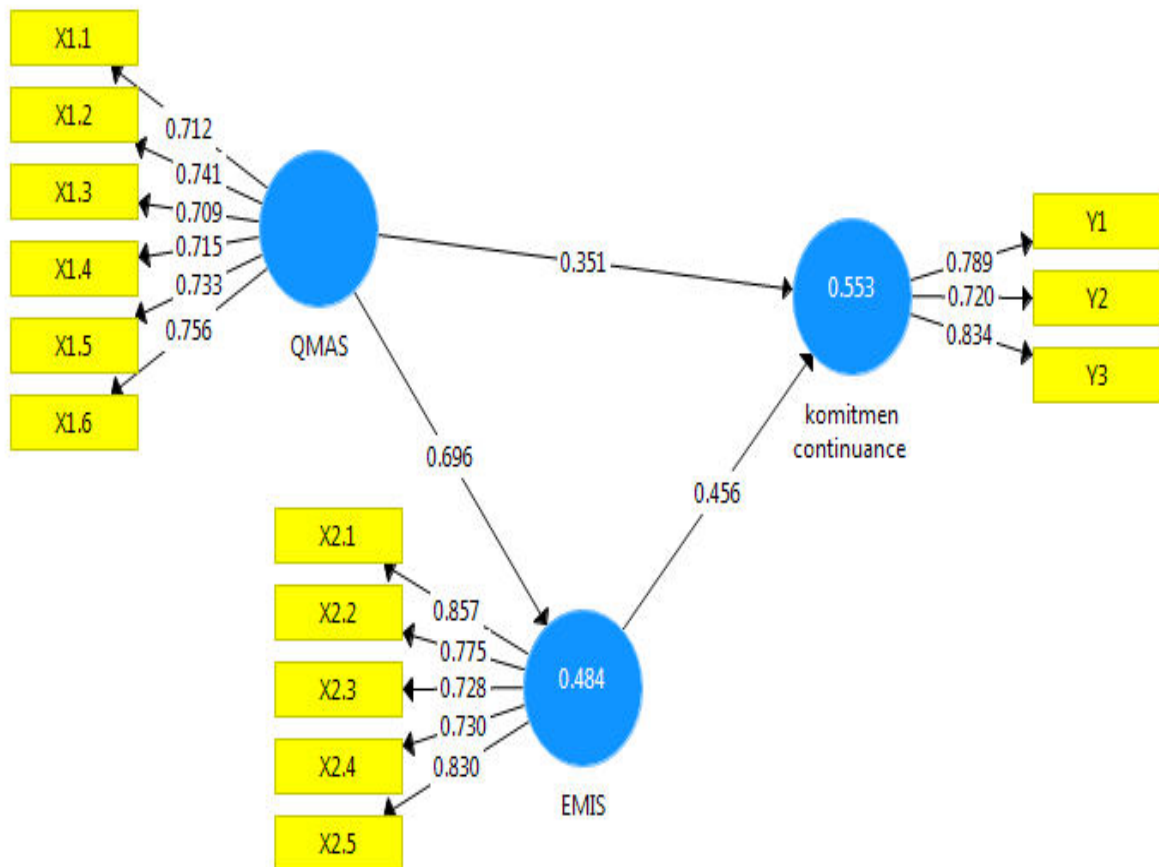 X1.1
X1.2
X1.3
X1.4
X1.5
X1.6
0.712
0.741
0.709
0.715
0.733
0.756
QMAS
0.351
0.553
komitmen
continuance
0.789
0.720
0.834
Y1
Y2
Y3
0.696
0.456
X2.1
X2.2
X2.3
X2.4
X2.5
0.857
0.775
0.728
0.730
0.830
0.484
EMIS